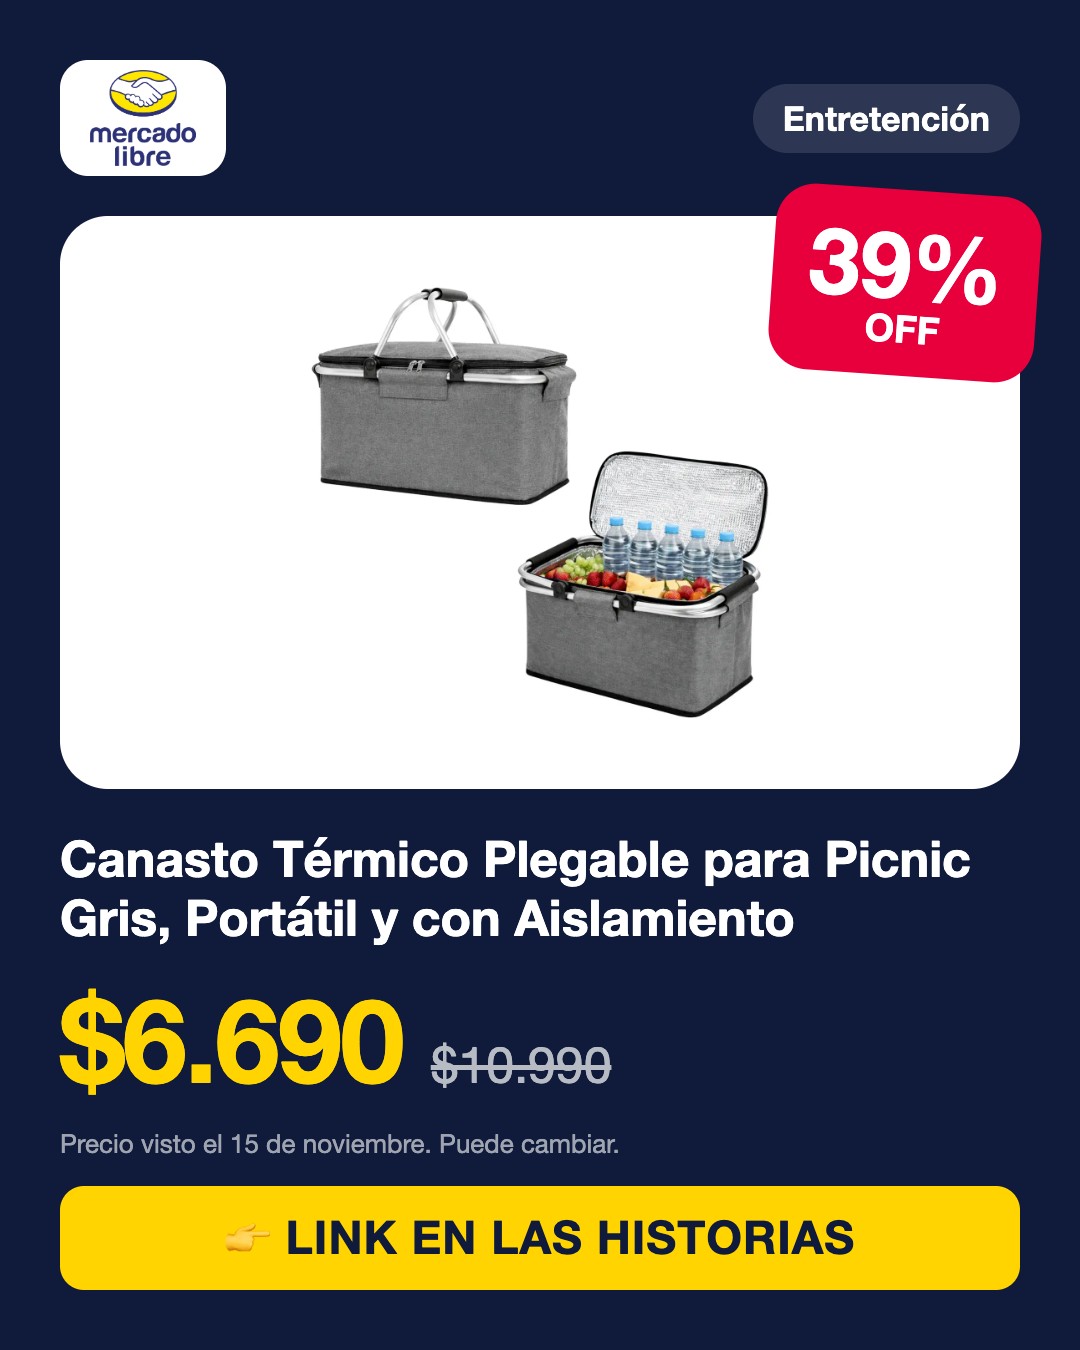 mercado
libre
Entretención
39%
OFF
Canasto Térmico Plegable para Picnic
Gris, Portátil y con Aislamiento
$6.690 $10.990
Precio visto el 15 de noviembre. Puede cambiar.
👉 LINK EN LAS HISTORIAS